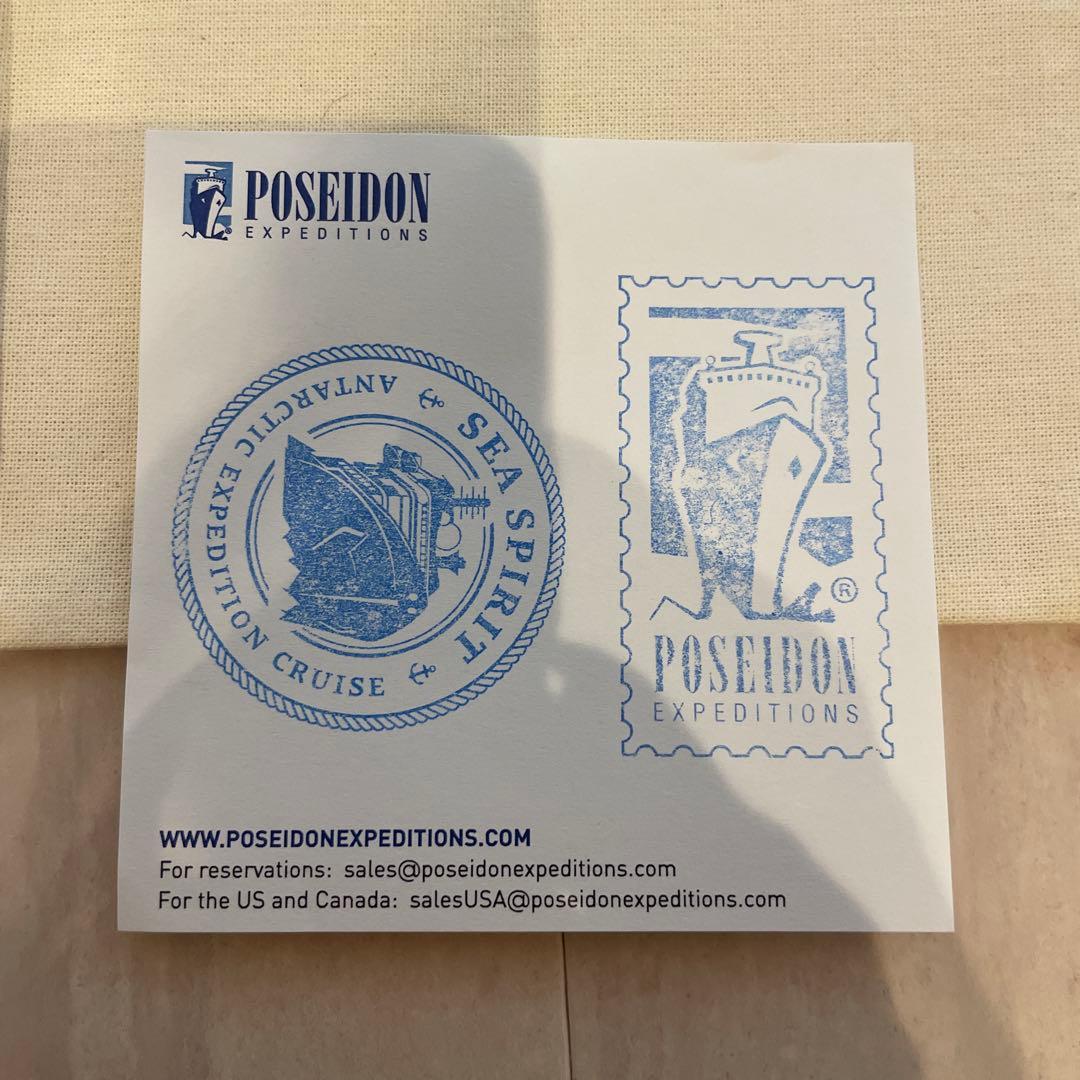 POSEIDON
EXPEDITIONS
SEA SPIRIT
ANTARCTIC EXPEDITION CRUISE
®
POSEIDON
EXPEDITIONS
WWW.POSEIDONEXPEDITIONS.COM
For reservations: sales@poseidonexpeditions.com
For the US and Canada: salesUSA@poseidonexpeditions.com